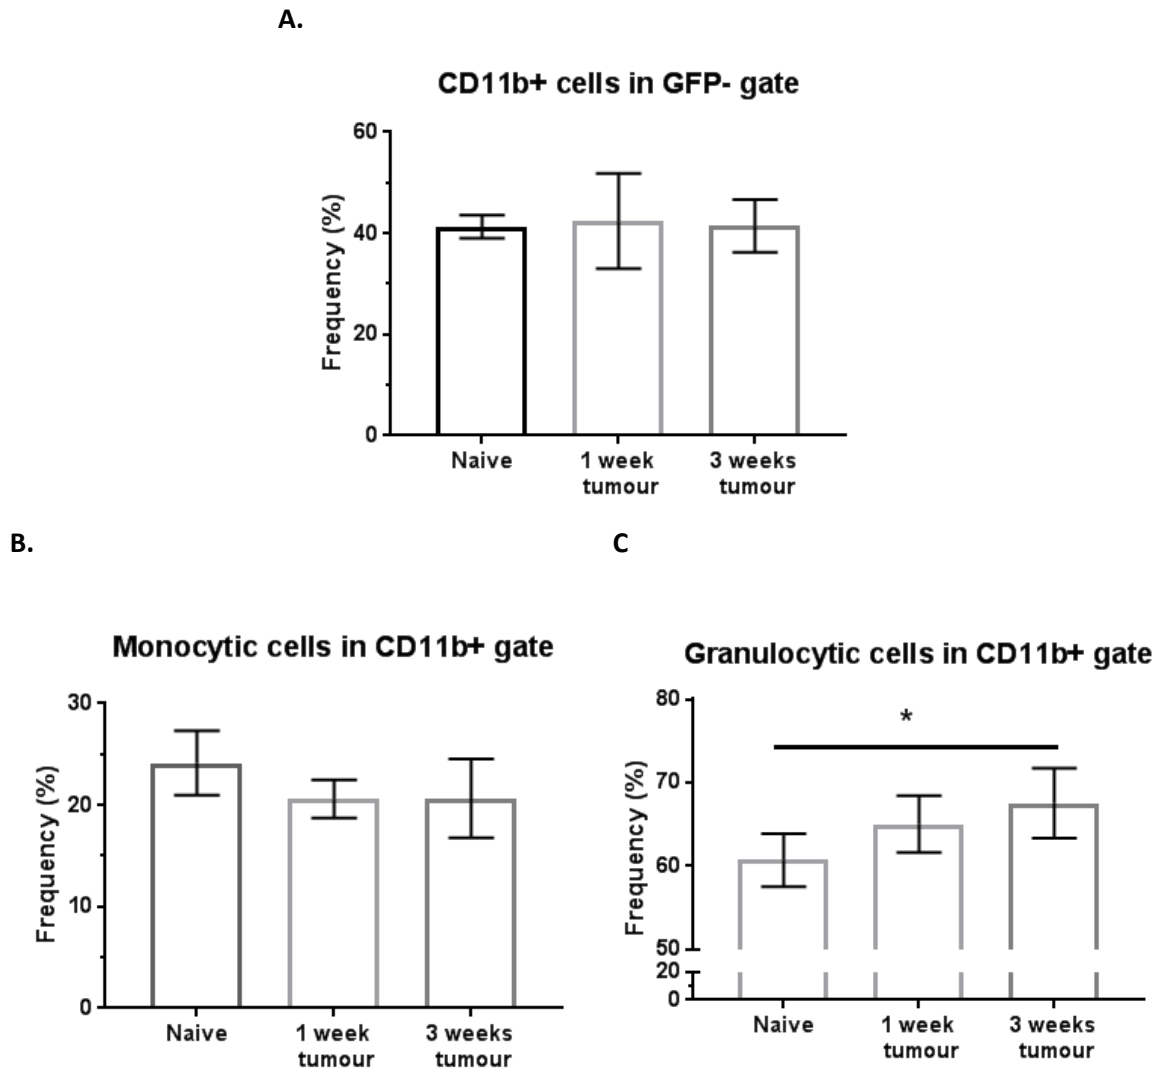 A.
CD11b+ cells in GFP- gate
Frequency (%)
60
40
20
0
Naive
1 week
tumour
3 weeks
tumour
B.
Monocytic cells in CD11b+ gate
Frequency (%)
30
20
10
0
Naive
1 week
tumour
3 weeks
tumour
C
Granulocytic cells in CD11b+ gate
Frequency (%)
80
70
60
50
20
0
*
Naive
1 week
tumour
3 weeks
tumour